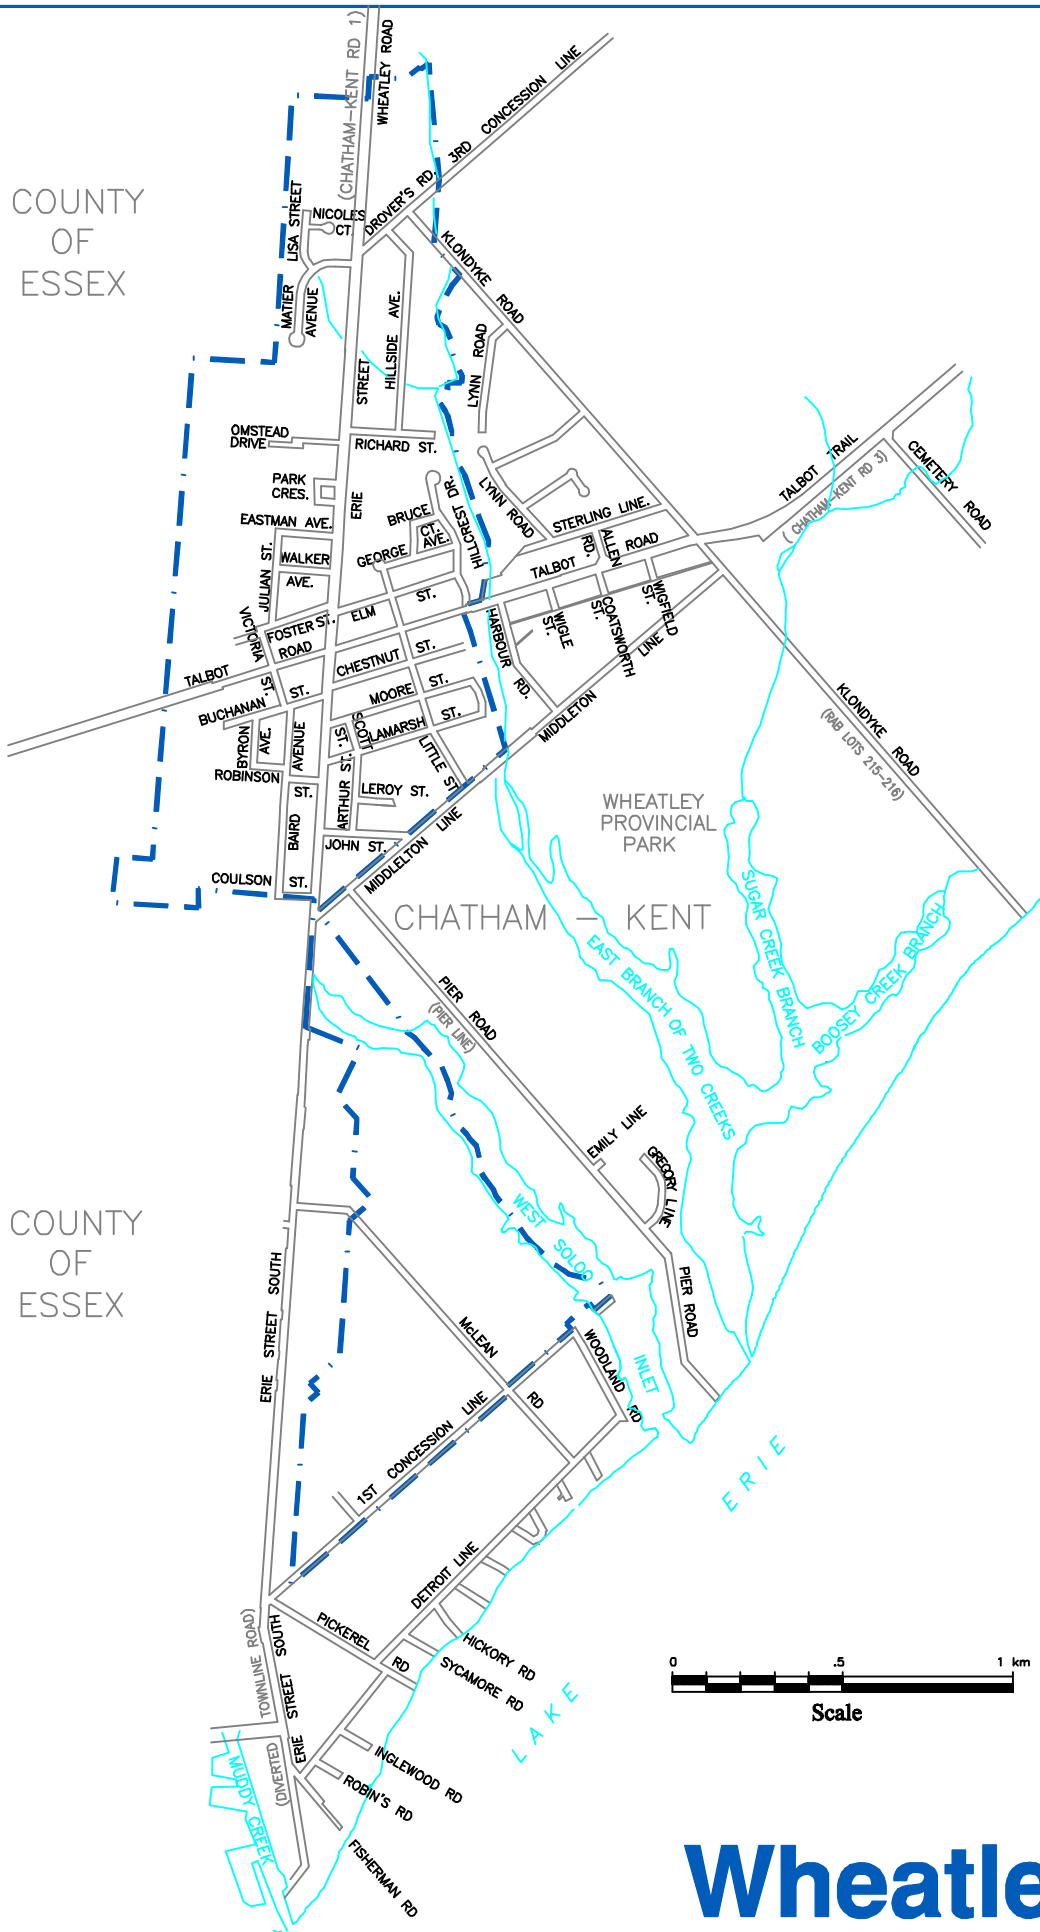 (CHATHAM-KENT RD 1)
WHEATLEY ROAD
DROVER'S RD. 3RD CONCESSION LINE
COUNTY
OF
ESSEX
LISA STREET
NICOLES
CT.
KLONDYKE ROAD
MATIER
AVENUE
HILLSIDE AVE.
LYNN ROAD
ERIE STREET
OMSTEAD
DRIVE
RICHARD ST.
TALBOT TRAIL
( CHATHAM-KENT RD 3)
CEMETERY ROAD
PARK
CRES.
LYNN ROAD
HILLCREST DR.
BRUCE
CT.
EASTMAN AVE.
STERLING LINE.
GEORGE AVE.
ALLEN
RD.
JULIAN ST.
WALKER
AVE.
TALBOT ROAD
ELM ST.
FOSTER ST.
VICTORIA ST.
HARBOUR RD.
WIGLE
ST.
COATSWORTH
ST.
WIGFIELD
ST.
TALBOT ROAD
CHESTNUT ST.
MOORE ST.
BUCHANAN ST.
MIDDLETON LINE
LAMARSH ST.
SCOTT
ST.
LITTLE ST
BYRON
AVE.
AVENUE
BAIRD
ROBINSON ST.
ARTHUR ST.
LEROY ST.
KLONDYKE ROAD
(RAB LOTS 215-216)
WHEATLEY
PROVINCIAL
PARK
JOHN ST.
MIDDLELTON LINE
COULSON ST.
CHATHAM - KENT
SUGAR CREEK BRANCH
BOOSEY CREEK BRANCH
EAST BRANCH OF TWO CREEKS
PIER ROAD
(PIER LINE)
EMILY LINE
GREGORY LINE
COUNTY
OF
ESSEX
WEST SOLOO INLET
PIER ROAD
ERIE STREET SOUTH
McLEAN RD
WOODLAND RD
1ST CONCESSION LINE
LAKE ERIE
DETROIT LINE
PICKEREL RD
HICKORY RD
SYCAMORE RD
(DIVERTED TOWNLINE ROAD)
ERIE STREET SOUTH
INGLEWOOD RD
ROBIN'S RD
FISHERMAN RD
MUDDY CREEK
0 .5 1 km
Scale
Wheatle